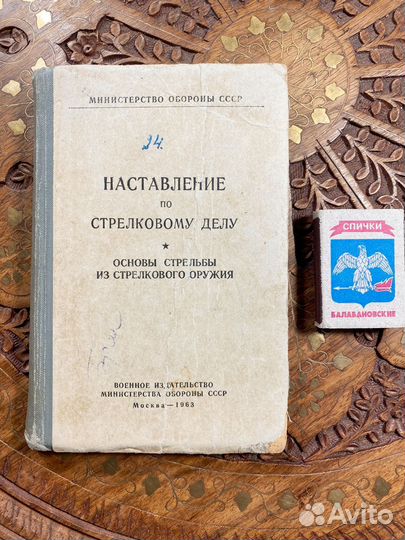 МИНИСТЕРСТВО ОБОРОНЫ СССР
24.
НАСТАВЛЕНИЕ
ПО
СТРЕЛКОВОМУ ДЕЛУ
ОСНОВЫ СТРЕЛЬБЫ
ИЗ СТРЕЛКОВОГО ОРУЖИЯ
ВОЕННОЕ ИЗДАТЕЛЬСТВО
МИНИСТЕРСТВА ОБОРОНЫ СССР
Москва — 1963
СПИЧКИ
БАЛАБАНОВСКИЕ
Avito